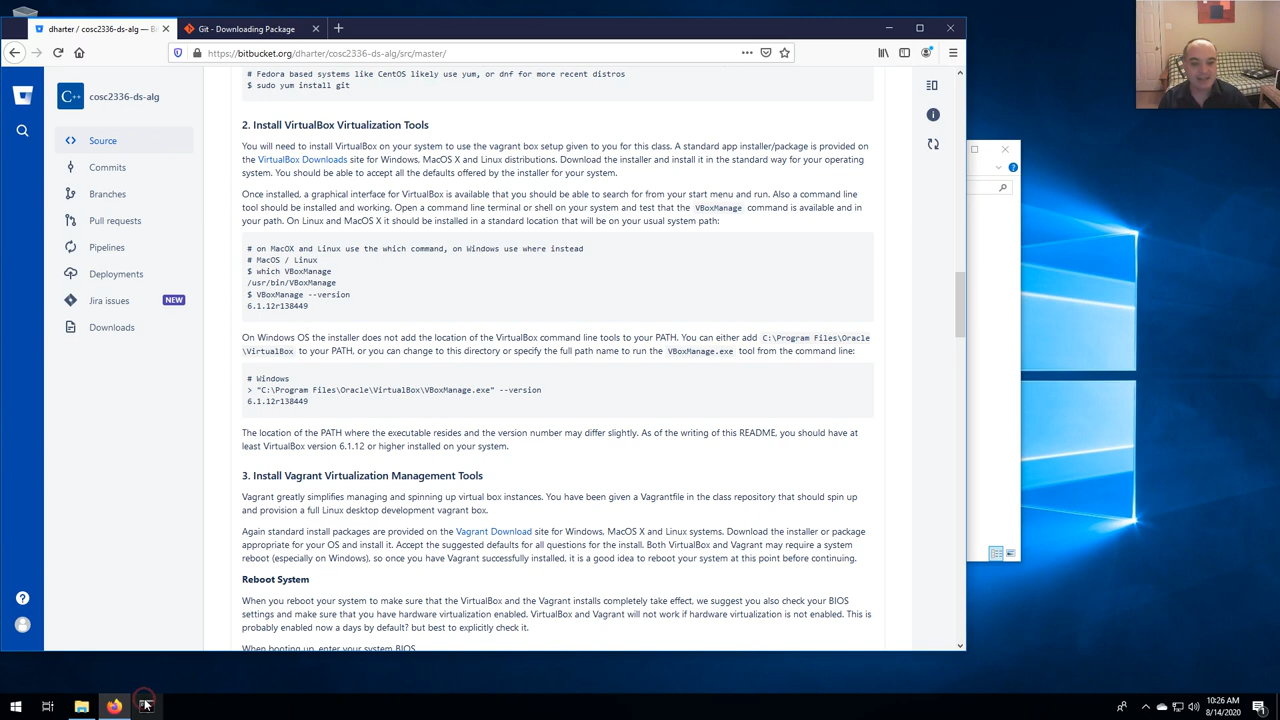 dharter / cosc2336-ds-alg — Bi
Git - Downloading Package
https://bitbucket.org/dharter/cosc2336-ds-alg/src/master/
C++
cosc2336-ds-alg
Source
Commits
Branches
Pull requests
Pipelines
Deployments
Jira issues
NEW
Downloads
# Fedora based systems like CentOS likely use yum, or dnf for more recent distros
$ sudo yum install git
2. Install VirtualBox Virtualization Tools
You will need to install VirtualBox on your system to use the vagrant box setup given to you for this class. A standard app installer/package is provided on
the VirtualBox Downloads site for Windows, MacOS X and Linux distributions. Download the installer and install it in the standard way for your operating
system. You should be able to accept all the defaults offered by the installer for your system.
Once installed, a graphical interface for VirtualBox is available that you should be able to search for from your start menu and run. Also a command line
tool should be installed and working. Open a command line terminal or shell on your system and test that the VBoxManage command is available and in
your path. On Linux and MacOS X it should be installed in a standard location that will be on your usual system path:
# on MacOX and Linux use the which command, on Windows use where instead
# MacOS / Linux
$ which VBoxManage
/usr/bin/VBoxManage
$ VBoxManage --version
6.1.12r138449
On Windows OS the installer does not add the location of the VirtualBox command line tools to your PATH. You can either add C:\Program Files\Oracle
\VirtualBox to your PATH, or you can change to this directory or specify the full path name to run the VBoxManage.exe tool from the command line:
# Windows
> "C:\Program Files\Oracle\VirtualBox\VBoxManage.exe" --version
6.1.12r138449
The location of the PATH where the executable resides and the version number may differ slightly. As of the writing of this README, you should have at
least VirtualBox version 6.1.12 or higher installed on your system.
3. Install Vagrant Virtualization Management Tools
Vagrant greatly simplifies managing and spinning up virtual box instances. You have been given a Vagrantfile in the class repository that should spin up
and provision a full Linux desktop development vagrant box.
Again standard install packages are provided on the Vagrant Download site for Windows, MacOS X and Linux systems. Download the installer or package
appropriate for your OS and install it. Accept the suggested defaults for all questions for the install. Both VirtualBox and Vagrant may require a system
reboot (especially on Windows), so once you have Vagrant successfully installed, it is a good idea to reboot your system at this point before continuing.
Reboot System
When you reboot your system to make sure that the VirtualBox and the Vagrant installs completely take effect, we suggest you also check your BIOS
settings and make sure that you have hardware virtualization enabled. VirtualBox and Vagrant will not work if hardware virtualization is not enabled. This is
probably enabled now a days by default? but best to explicitly check it.
When booting up, enter your system BIOS
10:26 AM
8/14/2020